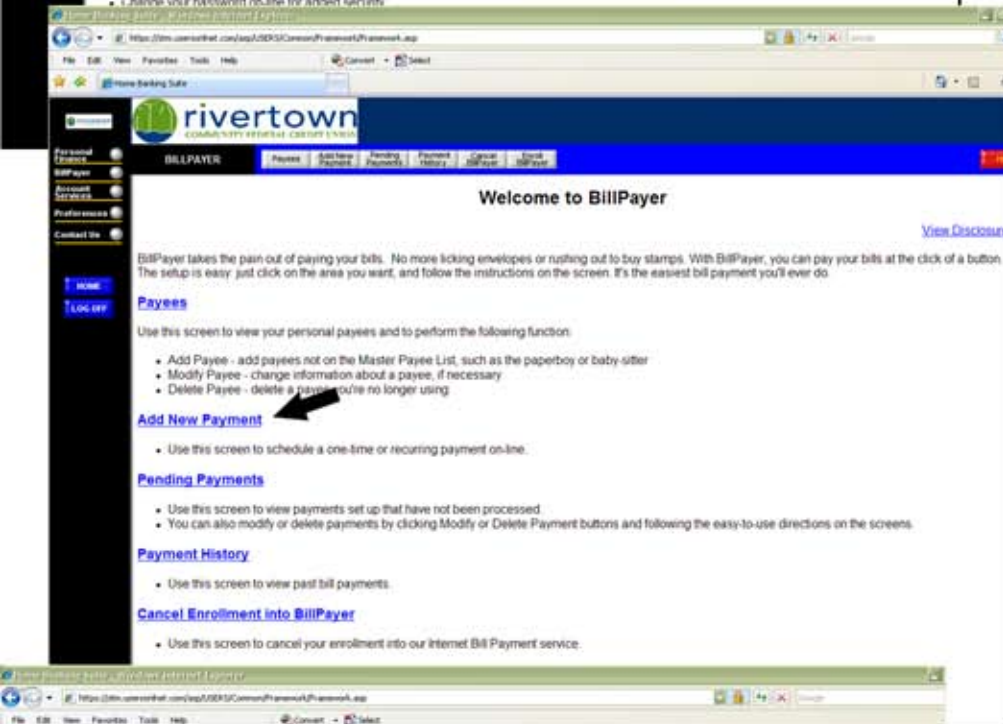 Change your password on-line for added security
Home Banking Suite - Windows Internet Explorer
File Edit View Favorites Tools Help
Convert Select
Home Banking Suite
rivertown
COMMUNITY FEDERAL CREDIT UNION
Personal Finance
BillPayer
Account Services
Preferences
Contact Us
HOME
LOG OFF
BILLPAYER Payees Add New Payment Pending Payments Payment History Cancel BillPayer Enroll BillPayer
Welcome to BillPayer
View Disclosur
BillPayer takes the pain out of paying your bills. No more licking envelopes or rushing out to buy stamps. With BillPayer, you can pay your bills at the click of a button.
The setup is easy: just click on the area you want, and follow the instructions on the screen. It's the easiest bill payment you'll ever do.
Payees
Use this screen to view your personal payees and to perform the following function:
• Add Payee - add payees not on the Master Payee List, such as the paperboy or baby-sitter
• Modify Payee - change information about a payee, if necessary
• Delete Payee - delete a payee you're no longer using
Add New Payment
• Use this screen to schedule a one-time or recurring payment on-line.
Pending Payments
• Use this screen to view payments set up that have not been processed.
• You can also modify or delete payments by clicking Modify or Delete Payment buttons and following the easy-to-use directions on the screens.
Payment History
• Use this screen to view past bill payments.
Cancel Enrollment into BillPayer
• Use this screen to cancel your enrollment into our Internet Bill Payment service.
Home Banking Suite - Windows Internet Explorer
File Edit View Favorites Tools Help
Convert Select